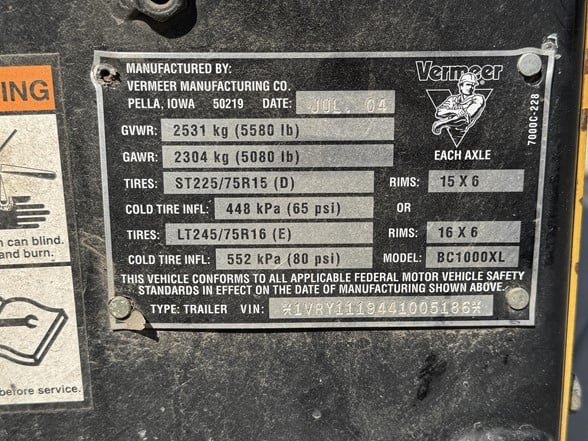 ING
n can blind.
and burn.
before service.
MANUFACTURED BY:
VERMEER MANUFACTURING CO.
PELLA, IOWA 50219 DATE: JUL. 04
Vermeer
7000C-228
GVWR: 2531 kg (5580 lb)
GAWR: 2304 kg (5080 lb) EACH AXLE
TIRES: ST225/75R15 (D) RIMS: 15 X 6
COLD TIRE INFL: 448 kPa (65 psi) OR
TIRES: LT245/75R16 (E) RIMS: 16 X 6
COLD TIRE INFL: 552 kPa (80 psi) MODEL: BC1000XL
THIS VEHICLE CONFORMS TO ALL APPLICABLE FEDERAL MOTOR VEHICLE SAFETY
STANDARDS IN EFFECT ON THE DATE OF MANUFACTURING SHOWN ABOVE.
TYPE: TRAILER VIN: *1VRY1119441005186*